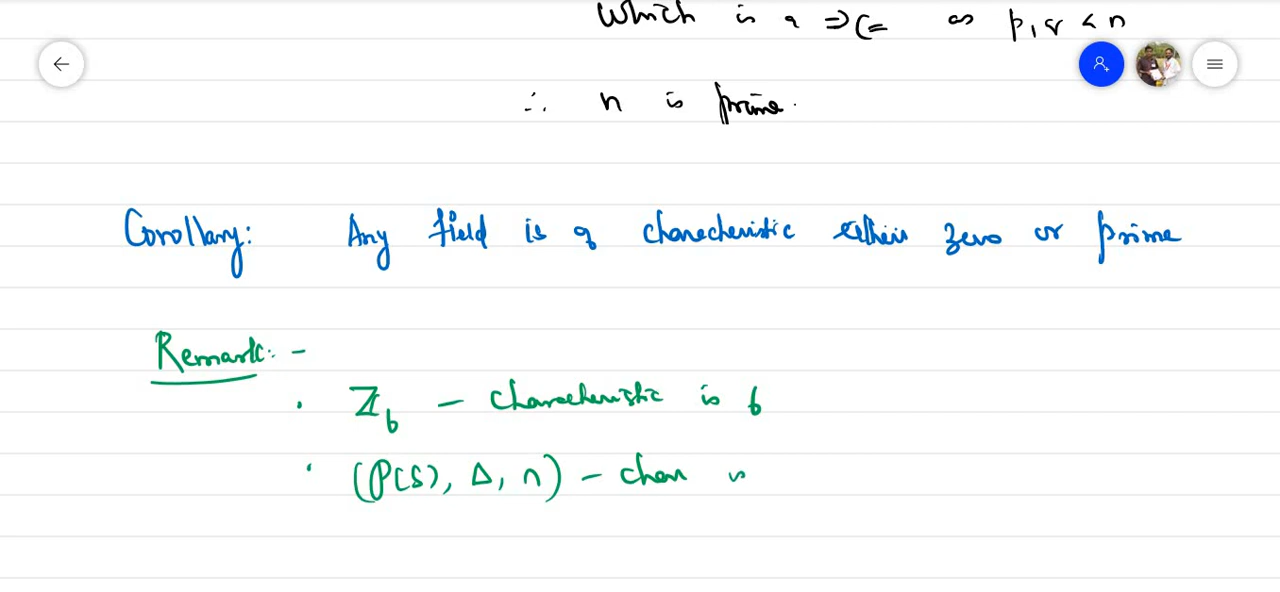 Which is a ⇒⇐ as p, r < n
∴ n is prime.
Corollary: Any field is of characteristic either zero or prime
Remark: -
· ℤ₆ - characteristic is 6
· (P(S), Δ, ∩) - char is